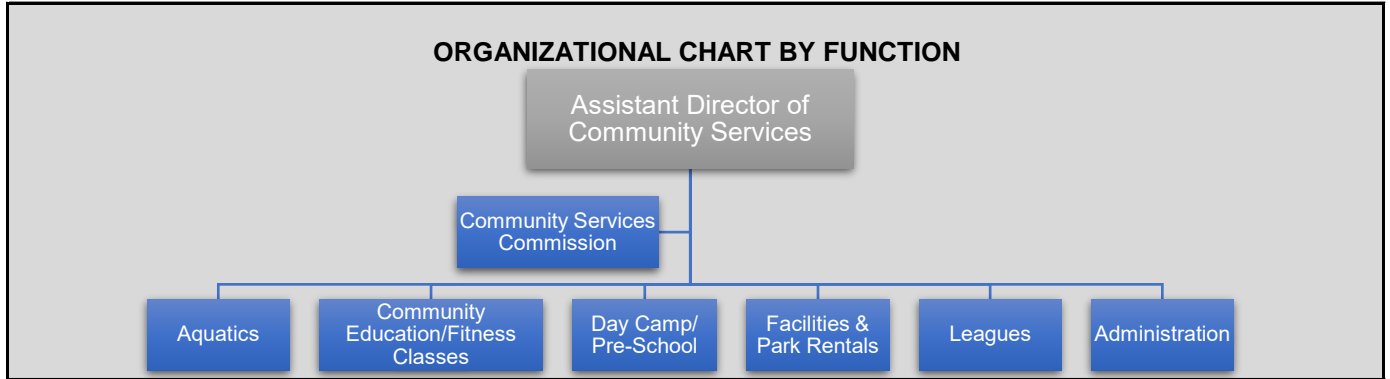 ORGANIZATIONAL CHART BY FUNCTION
Assistant Director of
Community Services
Community Services
Commission
Aquatics
Community
Education/Fitness
Classes
Day Camp/
Pre-School
Facilities &
Park Rentals
Leagues
Administration